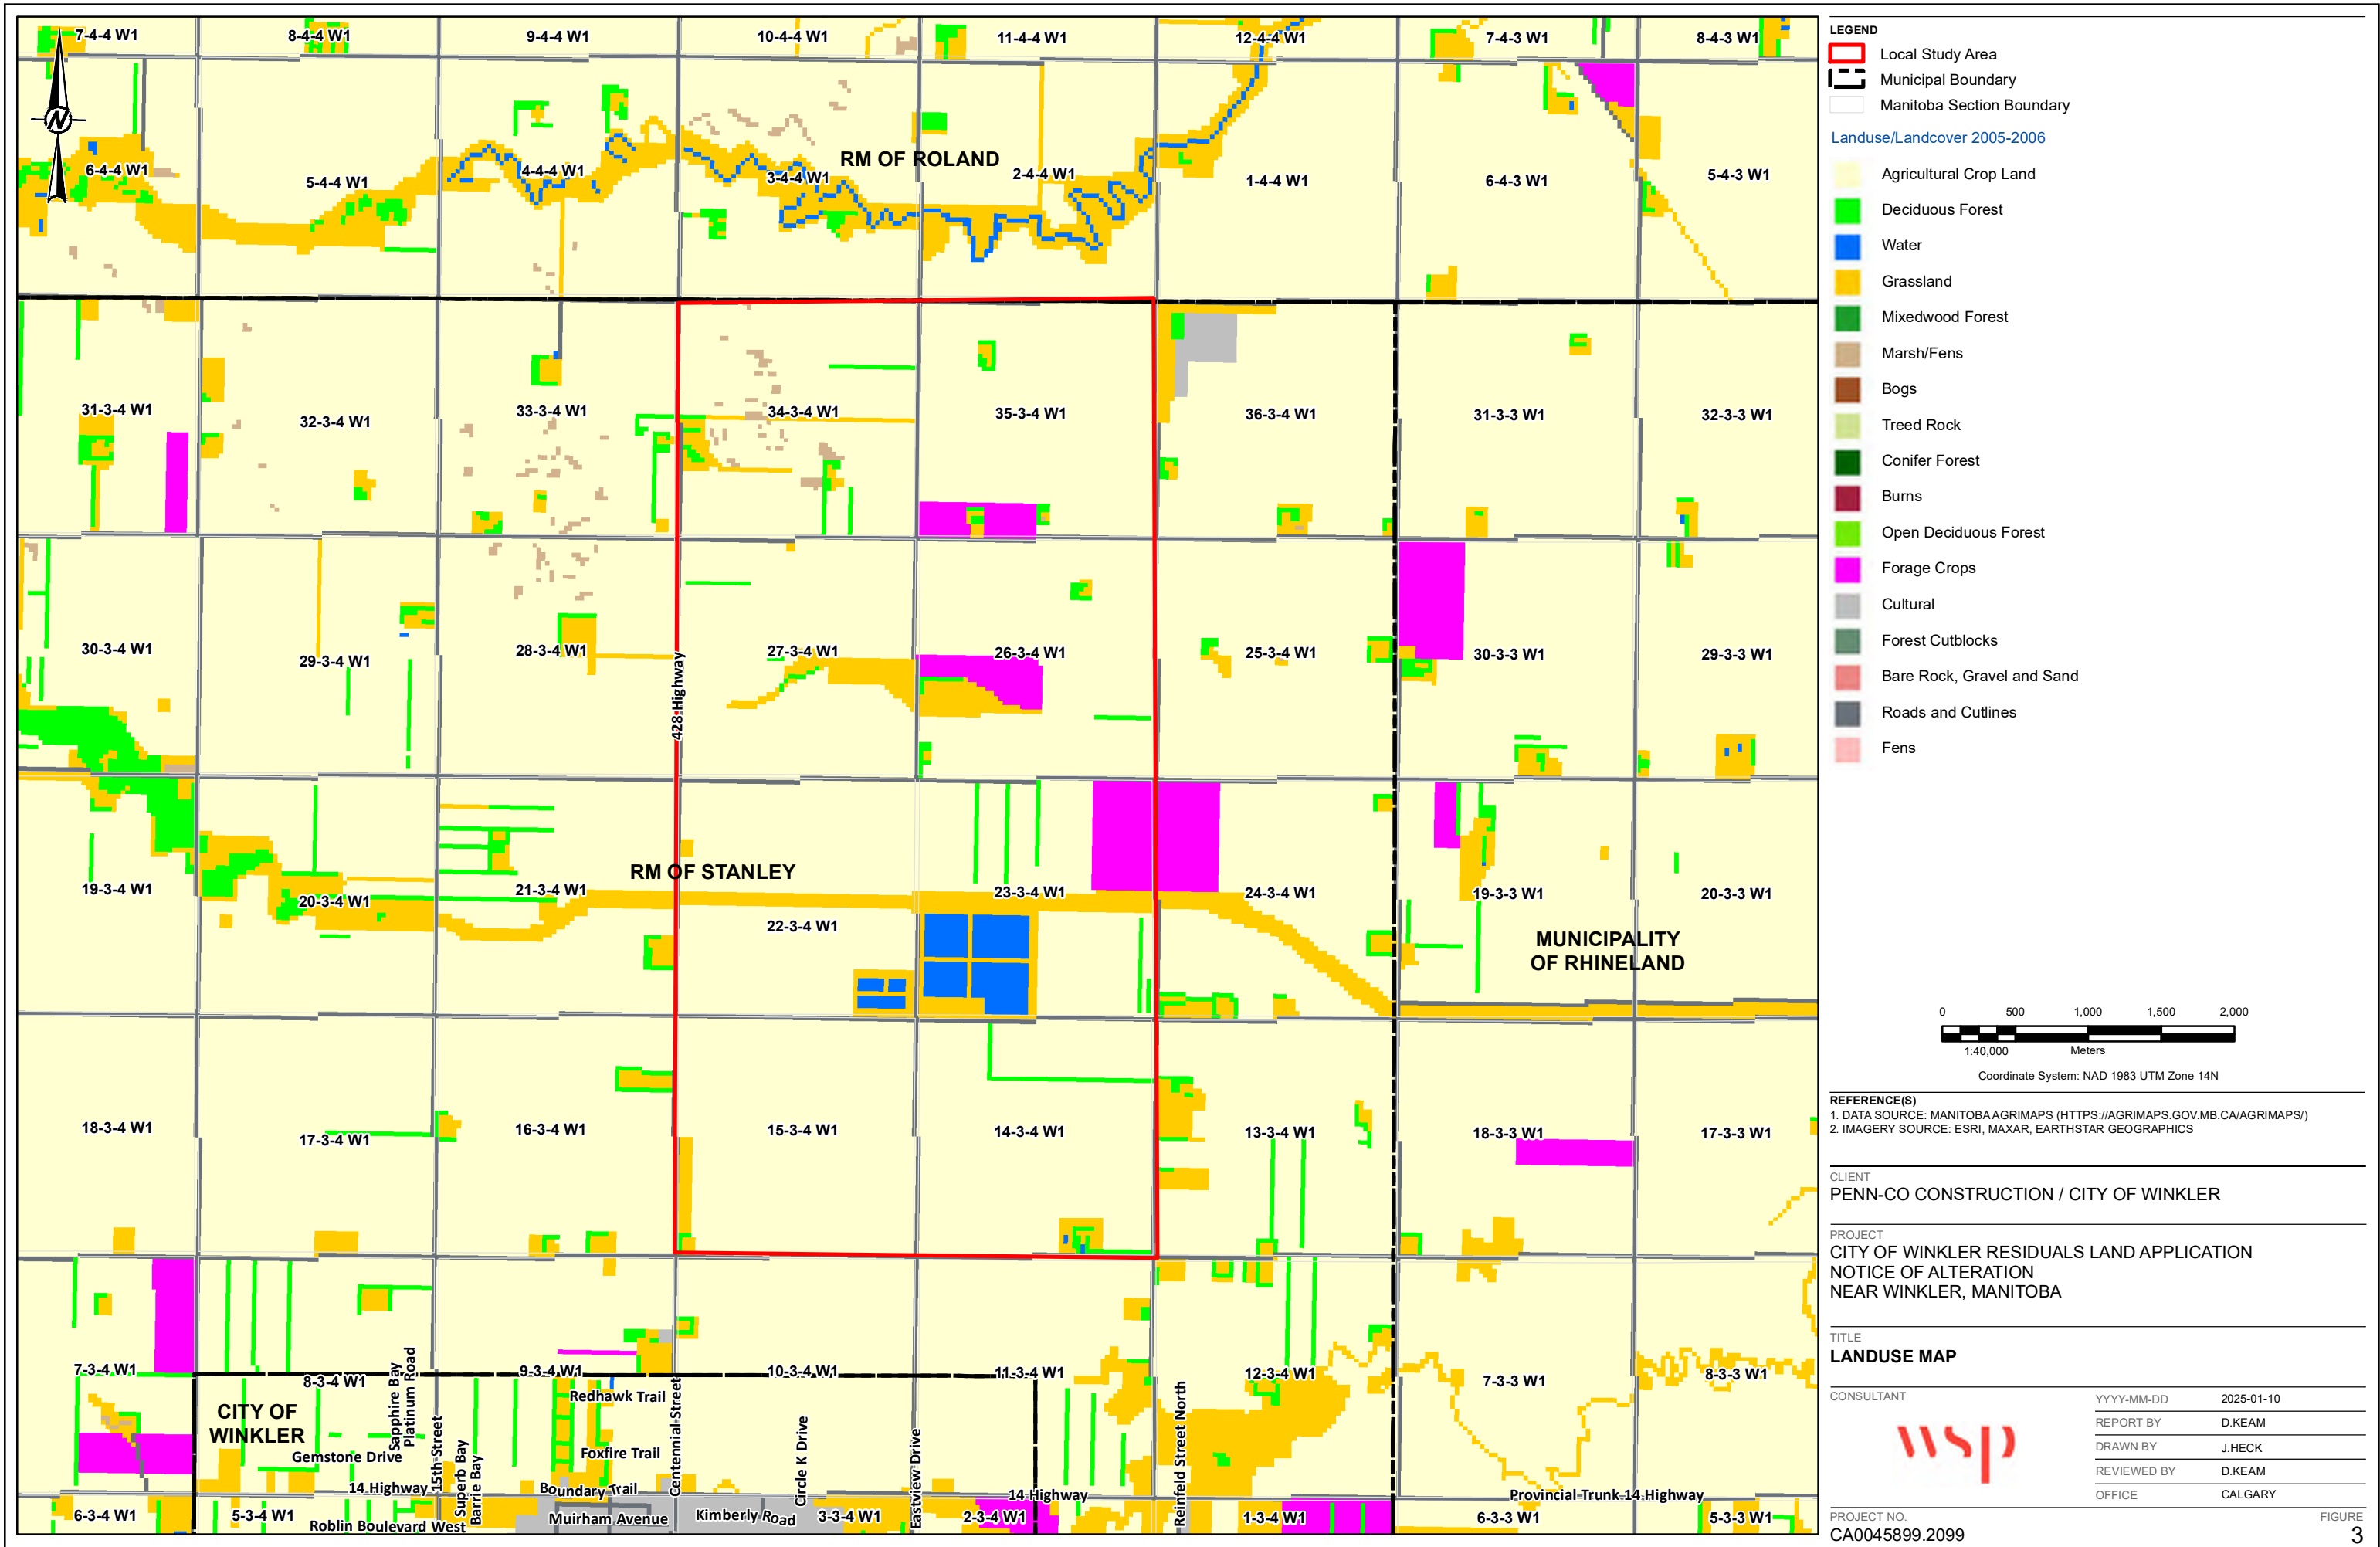 7-4-4 W1
8-4-4 W1
9-4-4 W1
10-4-4 W1
11-4-4 W1
12-4-4 W1
7-4-3 W1
8-4-3 W1
N
RM OF ROLAND
6-4-4 W1
5-4-4 W1
4-4-4 W1
3-4-4 W1
2-4-4 W1
1-4-4 W1
6-4-3 W1
5-4-3 W1
31-3-4 W1
32-3-4 W1
33-3-4 W1
34-3-4 W1
35-3-4 W1
36-3-4 W1
31-3-3 W1
32-3-3 W1
30-3-4 W1
29-3-4 W1
28-3-4 W1
27-3-4 W1
26-3-4 W1
25-3-4 W1
30-3-3 W1
29-3-3 W1
428 Highway
RM OF STANLEY
19-3-4 W1
20-3-4 W1
21-3-4 W1
22-3-4 W1
23-3-4 W1
24-3-4 W1
19-3-3 W1
20-3-3 W1
MUNICIPALITY
OF RHINELAND
18-3-4 W1
17-3-4 W1
16-3-4 W1
15-3-4 W1
14-3-4 W1
13-3-4 W1
18-3-3 W1
17-3-3 W1
7-3-4 W1
8-3-4 W1
9-3-4 W1
10-3-4 W1
11-3-4 W1
12-3-4 W1
7-3-3 W1
8-3-3 W1
CITY OF
WINKLER
Sapphire Bay
Platinum Road
15th Street
Superb Bay
Barrie Bay
Gemstone Drive
Redhawk Trail
Foxfire Trail
Boundary Trail
Centennial Street
Circle K Drive
Eastview Drive
Reinfeld Street North
14 Highway
14 Highway
Provincial Trunk 14 Highway
6-3-4 W1
5-3-4 W1
Roblin Boulevard West
Muirham Avenue
Kimberly Road
3-3-4 W1
2-3-4 W1
1-3-4 W1
6-3-3 W1
5-3-3 W1
LEGEND
Local Study Area
Municipal Boundary
Manitoba Section Boundary
Landuse/Landcover 2005-2006
Agricultural Crop Land
Deciduous Forest
Water
Grassland
Mixedwood Forest
Marsh/Fens
Bogs
Treed Rock
Conifer Forest
Burns
Open Deciduous Forest
Forage Crops
Cultural
Forest Cutblocks
Bare Rock, Gravel and Sand
Roads and Cutlines
Fens
0 500 1,000 1,500 2,000
1:40,000 Meters
Coordinate System: NAD 1983 UTM Zone 14N
REFERENCE(S)
1. DATA SOURCE: MANITOBA AGRIMAPS (HTTPS://AGRIMAPS.GOV.MB.CA/AGRIMAPS/)
2. IMAGERY SOURCE: ESRI, MAXAR, EARTHSTAR GEOGRAPHICS
CLIENT
PENN-CO CONSTRUCTION / CITY OF WINKLER
PROJECT
CITY OF WINKLER RESIDUALS LAND APPLICATION
NOTICE OF ALTERATION
NEAR WINKLER, MANITOBA
TITLE
LANDUSE MAP
CONSULTANT
wsp
YYYY-MM-DD 2025-01-10
REPORT BY D.KEAM
DRAWN BY J.HECK
REVIEWED BY D.KEAM
OFFICE CALGARY
PROJECT NO.
CA0045899.2099
FIGURE
3